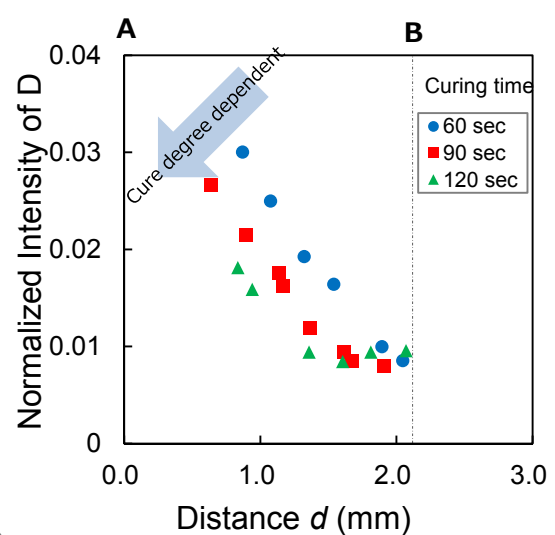 A
B
0.04
0.03
0.02
0.01
0
Normalized Intensity of D
Cure degree dependent
Curing time
60 sec
90 sec
120 sec
0.0
1.0
2.0
3.0
Distance d (mm)